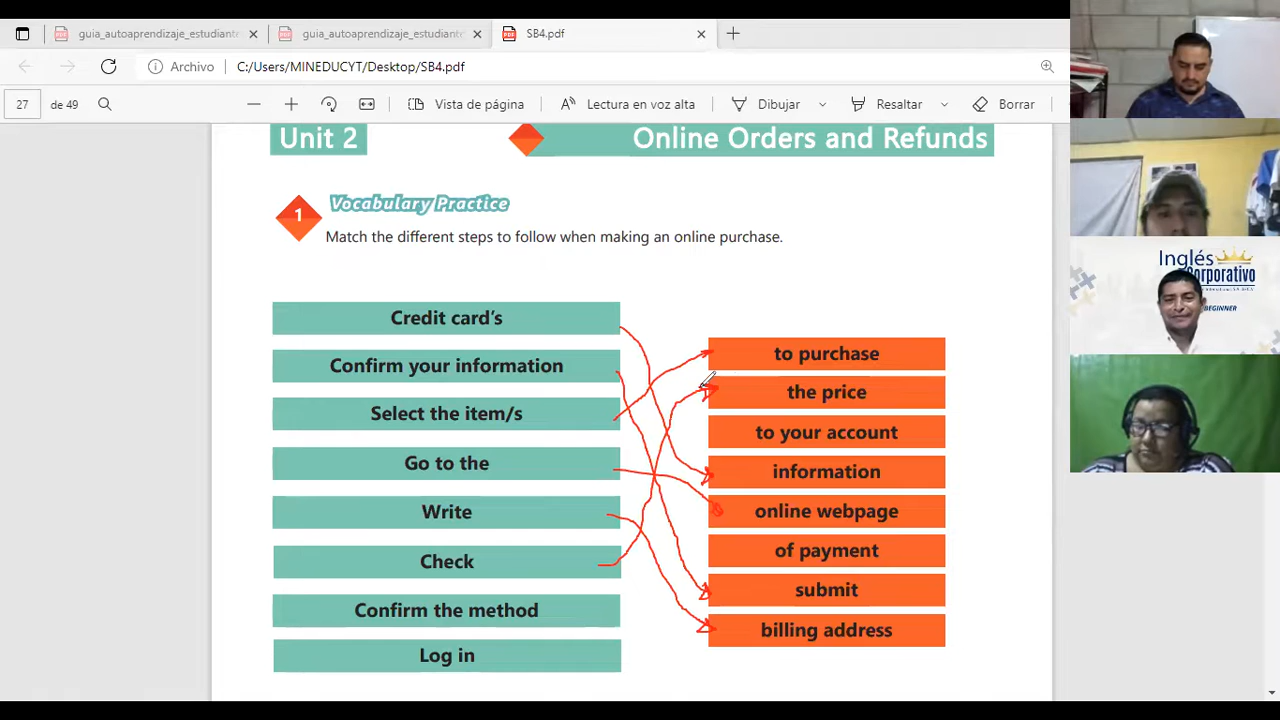 guia_autoaprendizaje_estudiante
guia_autoaprendizaje_estudiante
SB4.pdf
Archivo
C:/Users/MINEDUCYT/Desktop/SB4.pdf
27
de 49
Vista de página
Lectura en voz alta
Dibujar
Resaltar
Borrar
Unit 2
Online Orders and Refunds
1
Vocabulary Practice
Match the different steps to follow when making an online purchase.
Credit card's
Confirm your information
Select the item/s
Go to the
Write
Check
Confirm the method
Log in
to purchase
the price
to your account
information
online webpage
of payment
submit
billing address
Inglés
Corporativo
BEGINNER